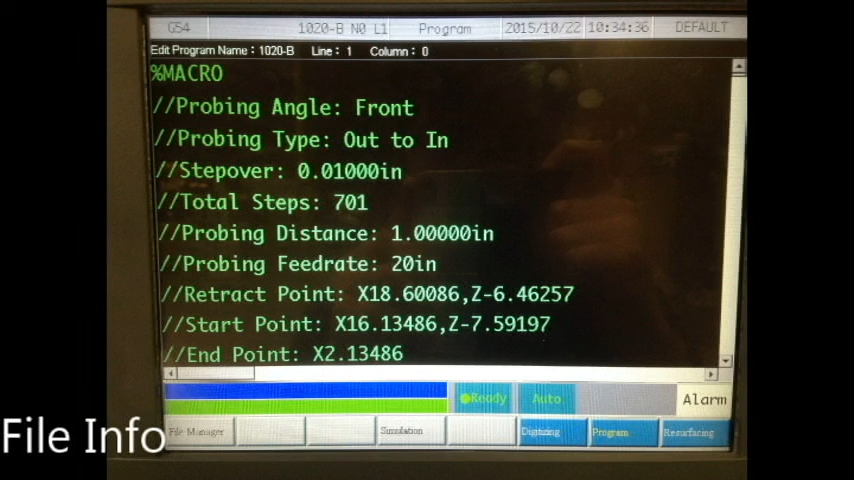 G54 1020-B N0 L1 Program 2015/10/22 10:34:36 DEFAULT
Edit Program Name : 1020-B Line : 1 Column : 0
%MACRO
//Probing Angle: Front
//Probing Type: Out to In
//Stepover: 0.01000in
//Total Steps: 701
//Probing Distance: 1.00000in
//Probing Feedrate: 20in
//Retract Point: X18.60086,Z-6.46257
//Start Point: X16.13486,Z-7.59197
//End Point: X2.13486
Ready Auto Alarm
File Manager Simulation Digitizing Program Resurfacing
File Info